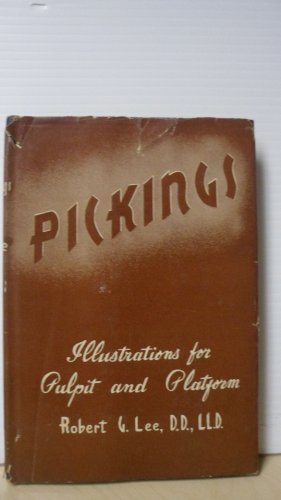 PICKINGS
Illustrations for
Pulpit and Platform
Robert G. Lee, D.D., LL.D.